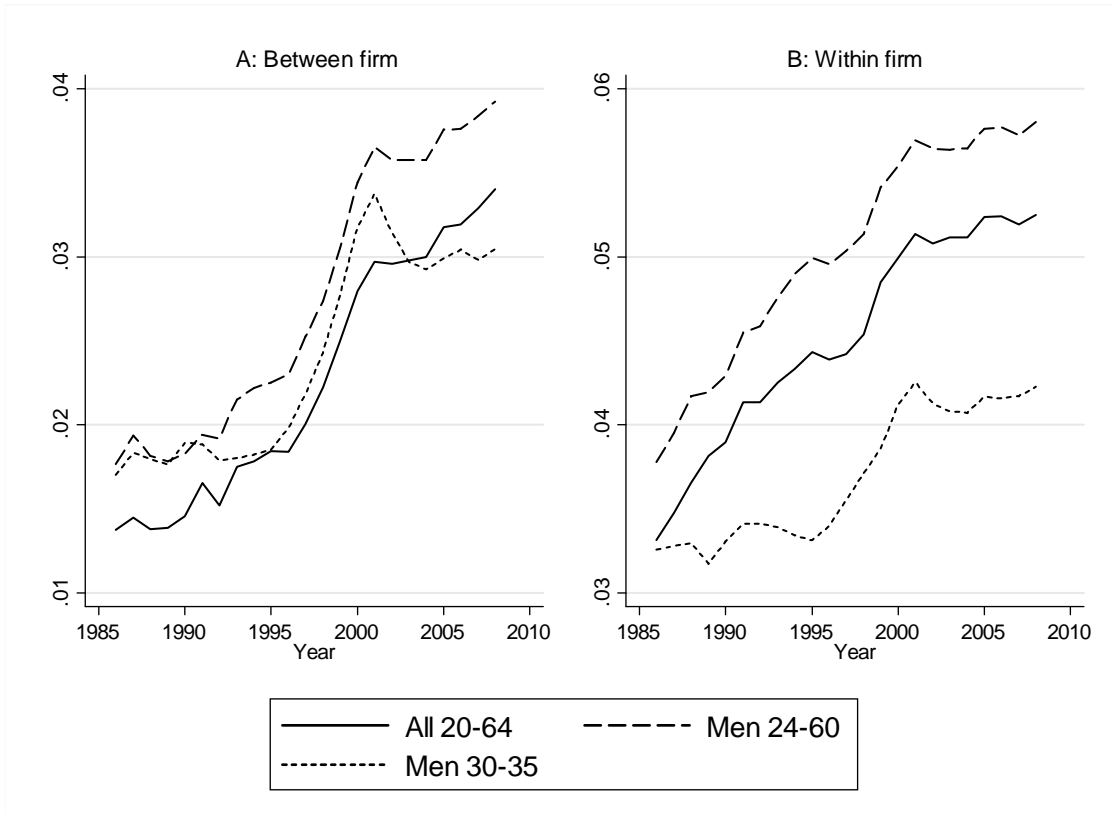 A: Between firm
.04
.03
.02
.01
1985 1990 1995 2000 2005 2010
Year
B: Within firm
.06
.05
.04
.03
1985 1990 1995 2000 2005 2010
Year
All 20-64 Men 24-60
Men 30-35